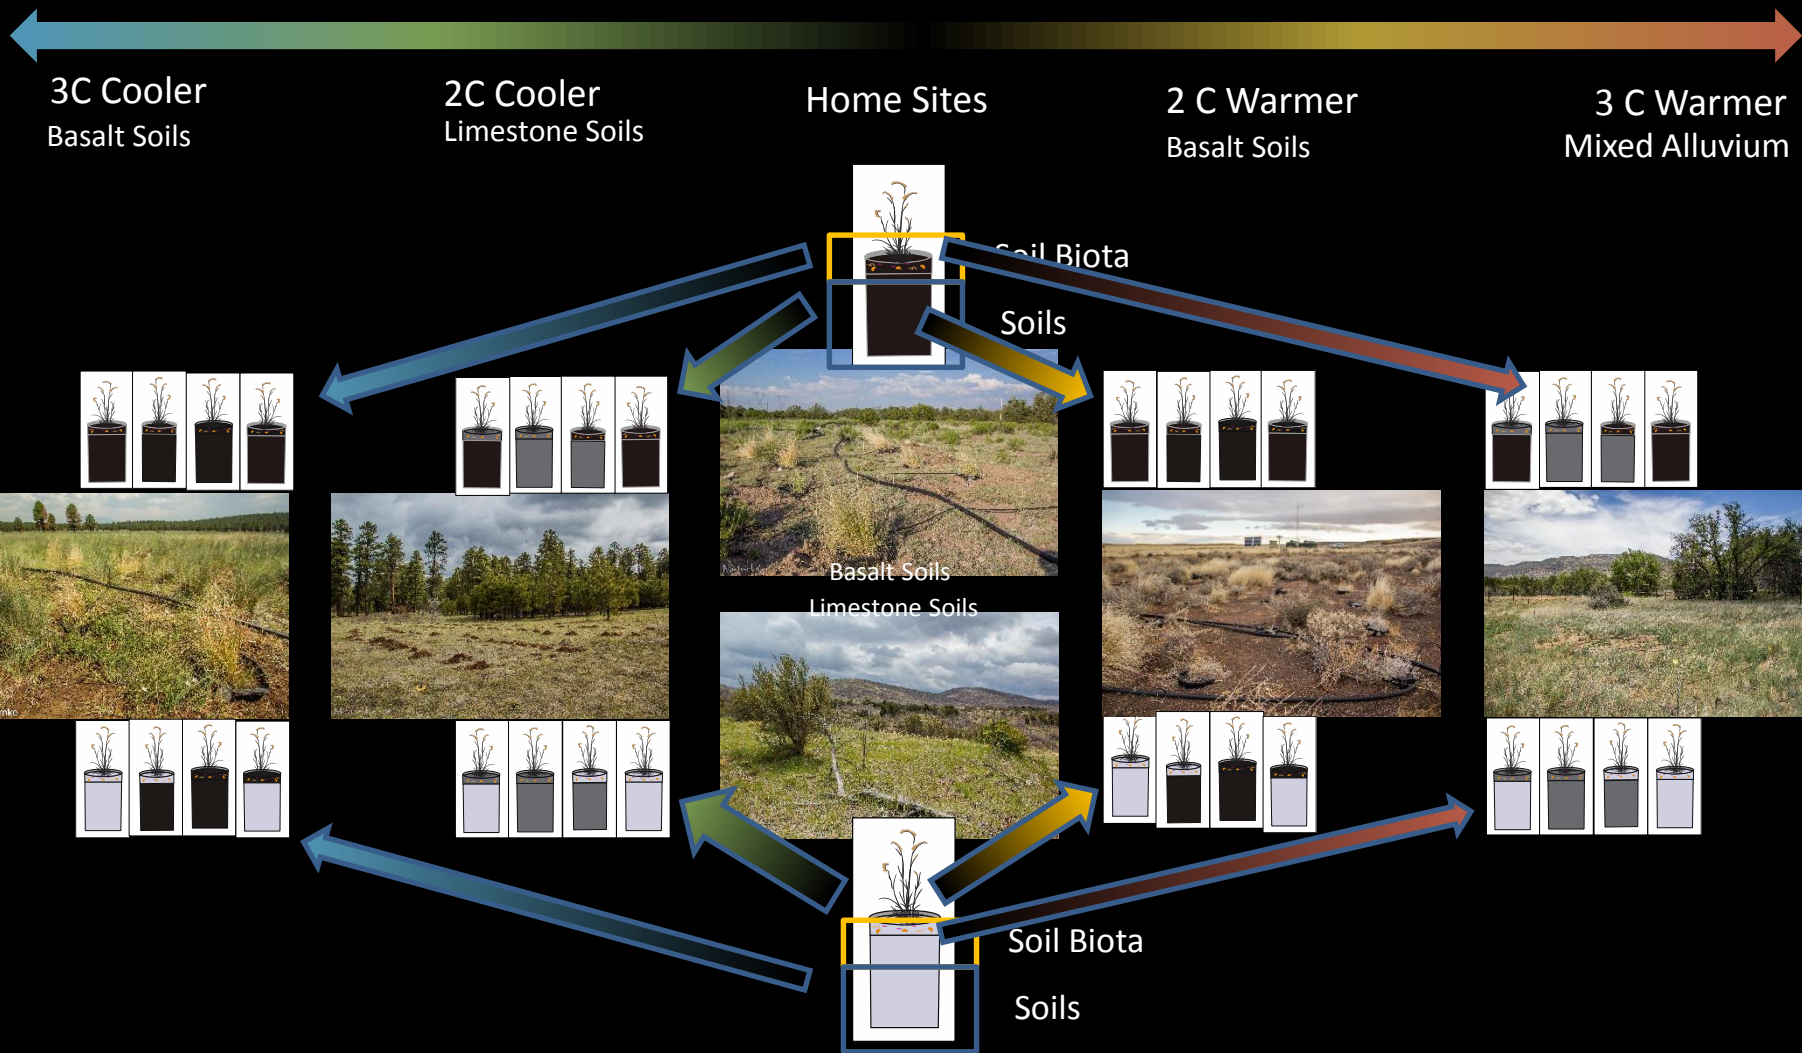 3C Cooler
Basalt Soils
2C Cooler
Limestone Soils
Home Sites
2 C Warmer
Basalt Soils
3 C Warmer
Mixed Alluvium
Soil Biota
Soils
Basalt Soils
Limestone Soils
Soil Biota
Soils